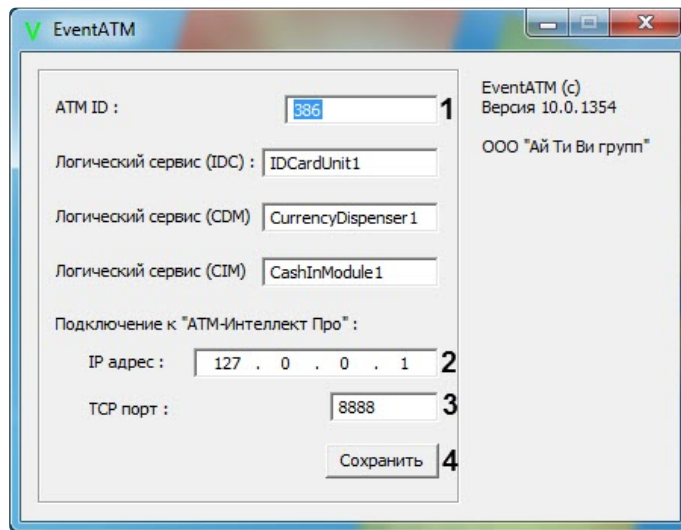 EventATM
ATM ID : 386 1
EventATM (c)
Версия 10.0.1354
ООО "Ай Ти Ви групп"
Логический сервис (IDC) : IDCardUnit1
Логический сервис (CDM) CurrencyDispenser1
Логический сервис (CIM) CashInModule1
Подключение к "АТМ-Интеллект Про" :
IP адрес : 127 . 0 . 0 . 1 2
TCP порт : 8888 3
Сохранить 4